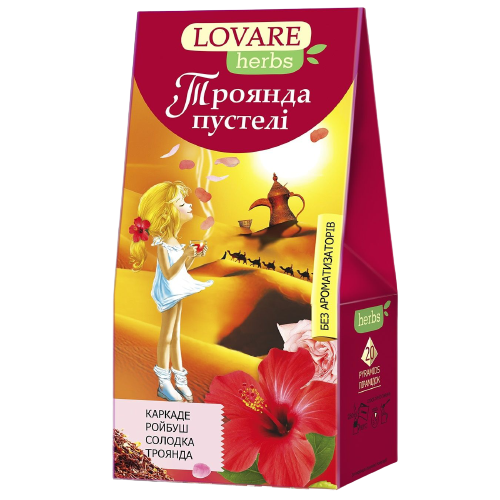 LOVARE
herbs
Троянда
пустелі
БЕЗ АРОМАТИЗАТОРІВ
КАРКАДЕ
РОЙБУШ
СОЛОДКА
ТРОЯНДА
herbs
20
PYRAMIDS
ПІРАМІДОК